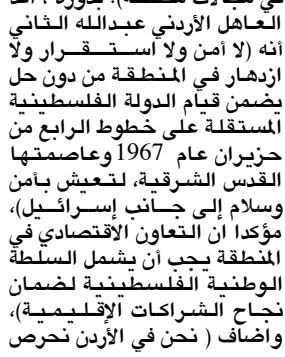 في مجالات مختلفة). بدوره ، اكد
العاهل الأردني عبدالله الثاني
أنه (لا أمن ولا استقرار ولا
ازدهار في المنطقة من دون حل
يضمن قيام الدولة الفلسطينية
المستقلة على خطوط الرابع من
حزيران عام 1967 وعاصمتها
القدس الشرقية، لتعيش بأمن
وسلام إلى جانب إسرائيل)،
مؤكدا ان التعاون الاقتصادي في
المنطقة يجب أن يشمل السلطة
الوطنية الفلسطينية لضمان
نجاح الشراكات الإقليمية)،
واضاف ( نحن في الأردن نحرص